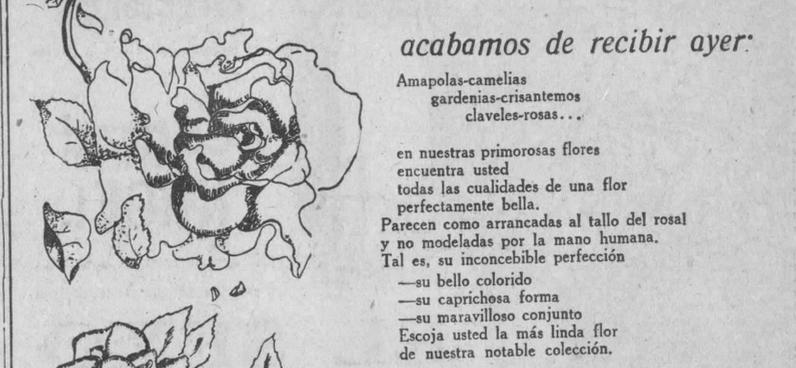 acabamos de recibir ayer:
Amapolas-camelias
gardenias-crisantemos
claveles-rosas...
en nuestras primorosas flores
encuentra usted
todas las cualidades de una flor
perfectamente bella.
Parecen como arrancadas al tallo del rosal
y no modeladas por la mano humana.
Tal es, su inconcebible perfección
—su bello colorido
—su caprichosa forma
—su maravilloso conjunto
Escoja usted la más linda flor
de nuestra notable colección.